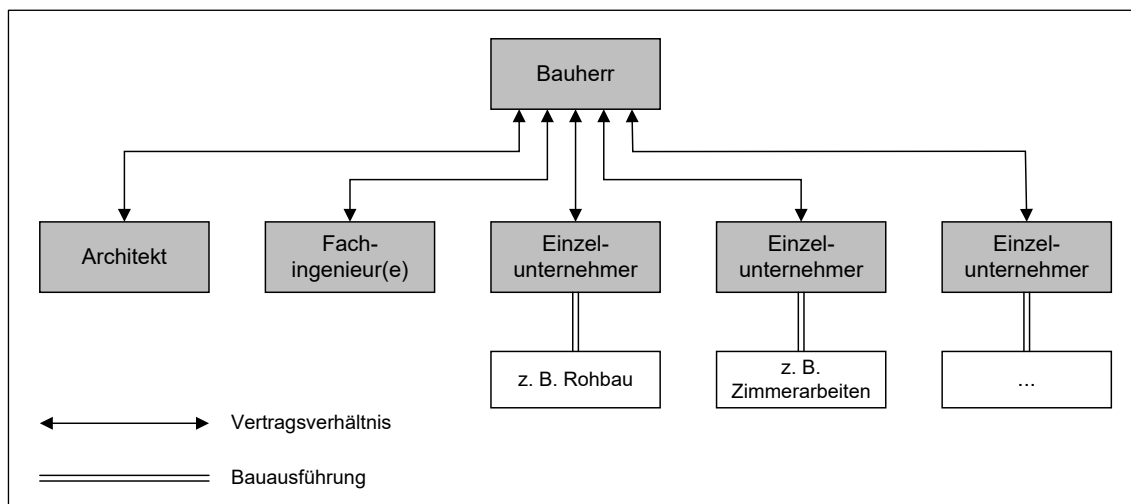 Bauherr
Architekt
Fach-
ingenieur(e)
Einzel-
unternehmer
Einzel-
unternehmer
Einzel-
unternehmer
z. B. Rohbau
z. B.
Zimmerarbeiten
...
Vertragsverhältnis
Bauausführung